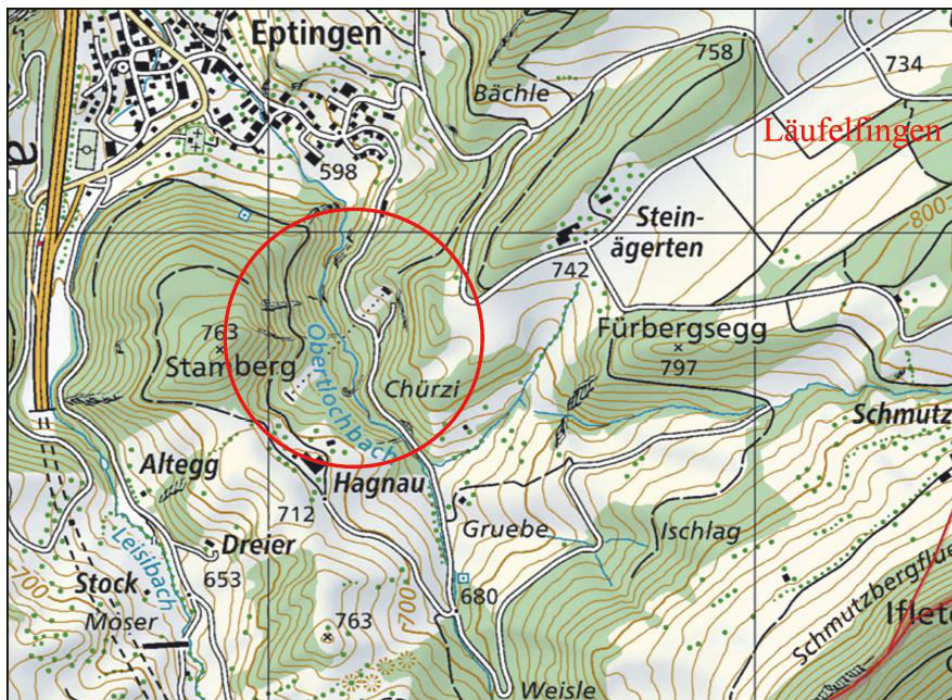 Eptingen
758
734
Bächle
Läufelfingen
a
598
800
Stein-
ägerten
742
763
Stamberg
Obertlochbach
Chürzi
Fürbergsegg
797
Schmutz
Altegg
Hagnau
712
Gruebe
Ischlag
Dreier
Leisibach
653
700
Stock
Moser
763
700
680
Schmutzbergflu
Iflet
Weisle